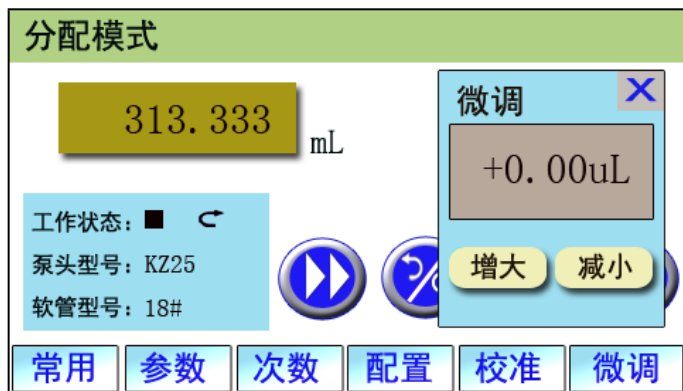 分配模式
313.333 mL
微调 X
+0.00uL
增大 减小
工作状态：
泵头型号：KZ25
软管型号：18#
常用 参数 次数 配置 校准 微调